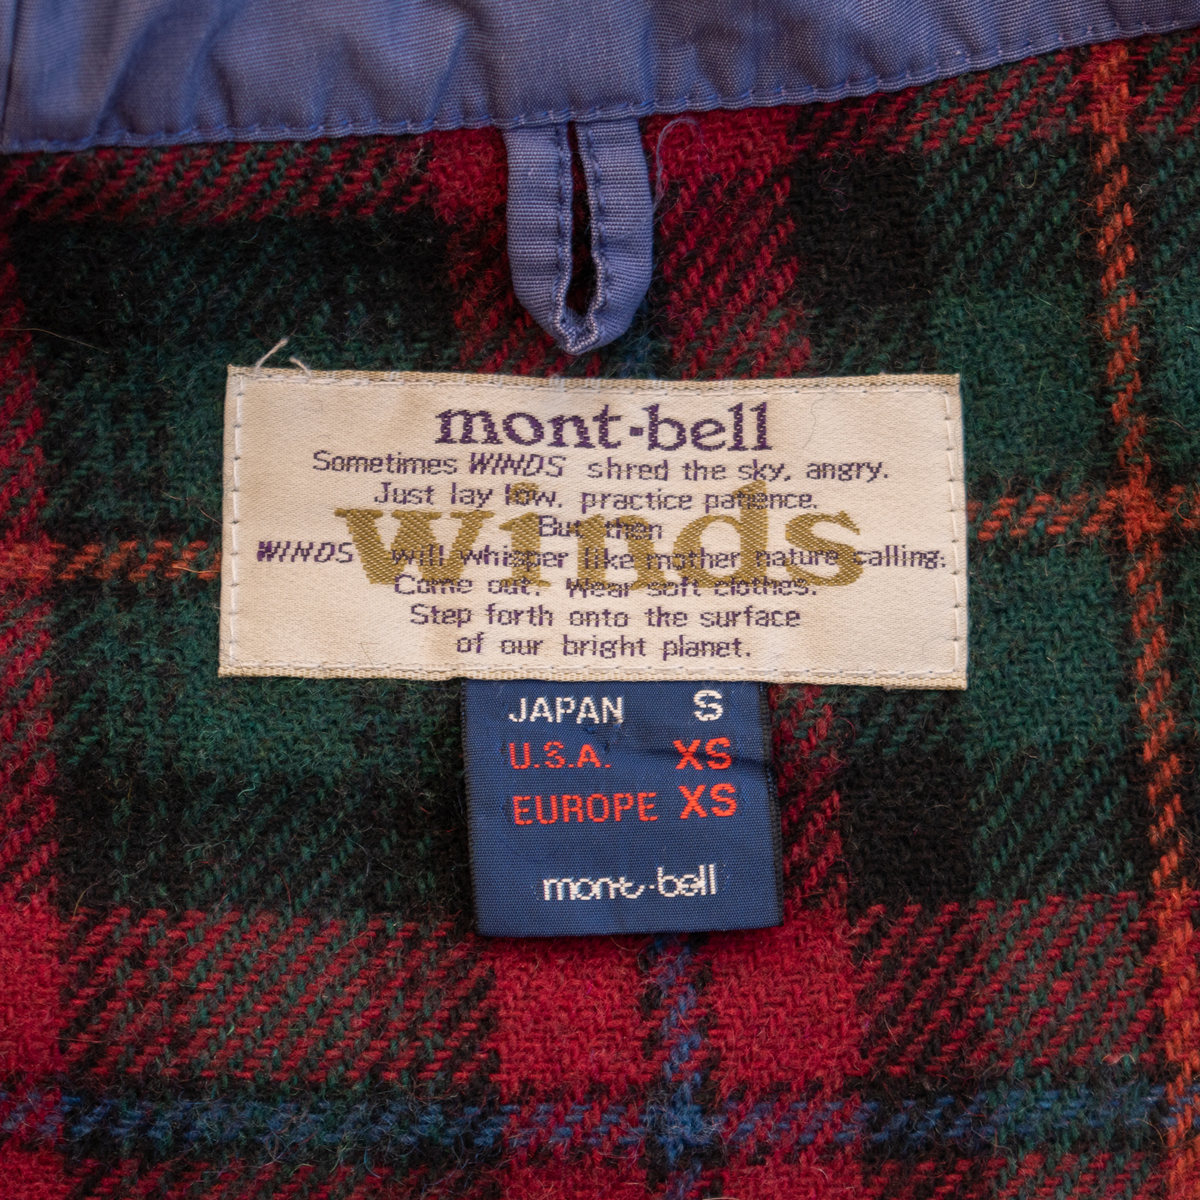 mont·bell
Sometimes WINDS shred the sky, angry.
Just lay low, practice patience.
winds
But then
WINDS will whisper like mother nature calling:
Come out. Wear soft clothes.
Step forth onto the surface
of our bright planet.
JAPAN S
U.S.A. XS
EUROPE XS
mont·bell